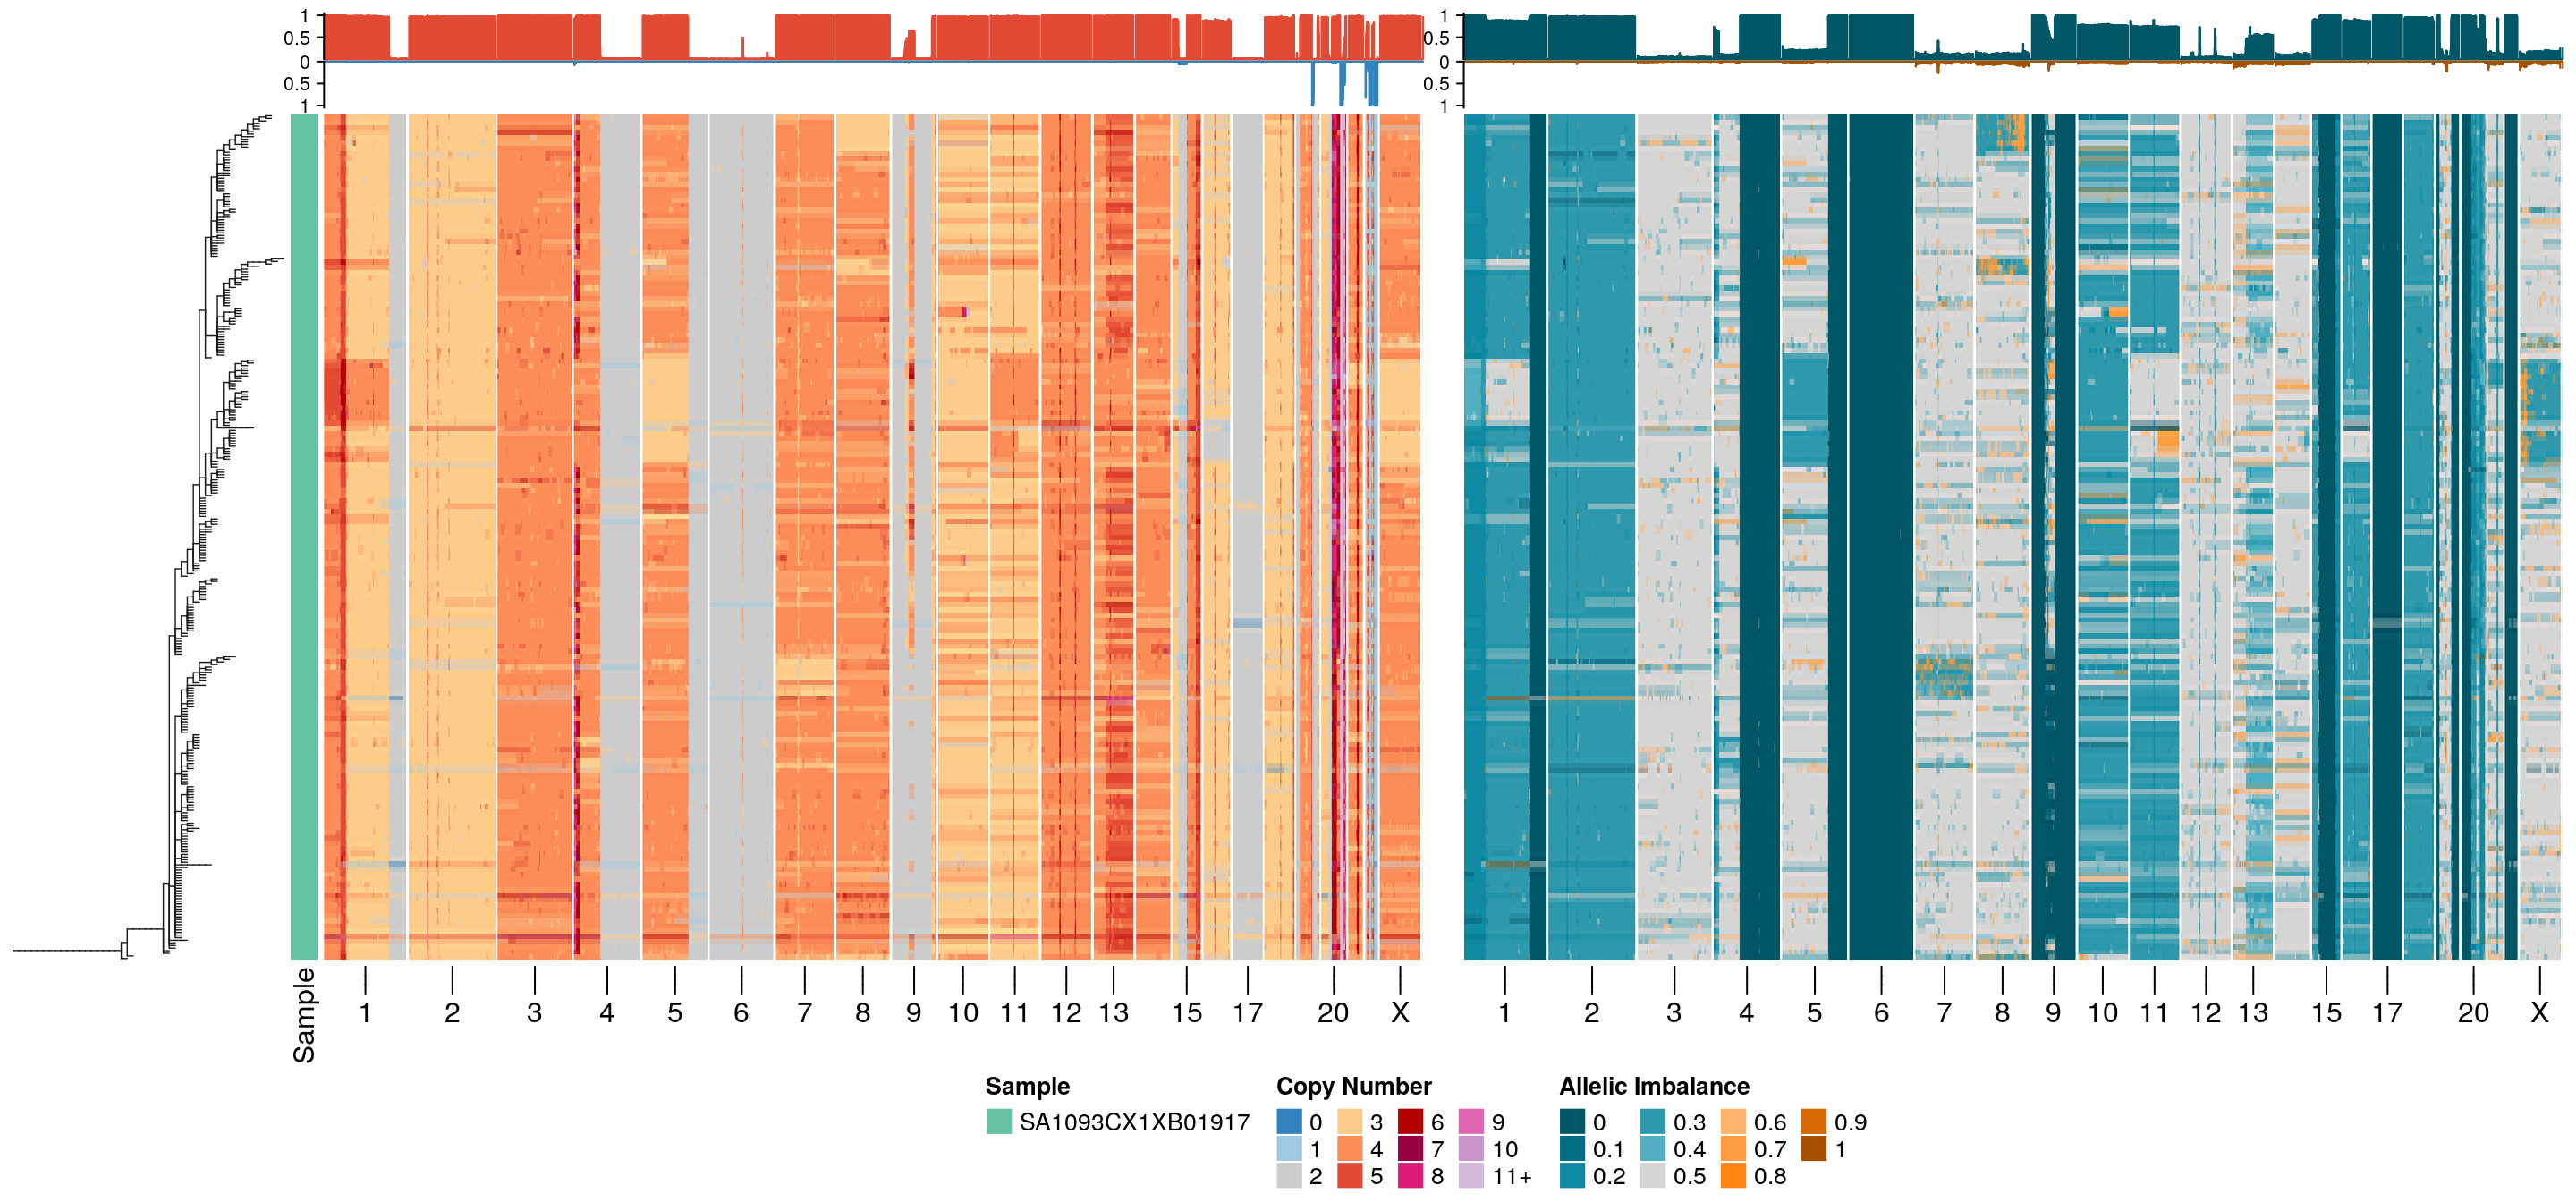 1
0.5
0
0.5
1
1
0.5
0
0.5
1
Sample
1 2 3 4 5 6 7 8 9 10 11 12 13 15 17 20 X
1 2 3 4 5 6 7 8 9 10 11 12 13 15 17 20 X
Sample
SA1093CX1XB01917
Copy Number
0 3 6 9
1 4 7 10
2 5 8 11+
Allelic Imbalance
0 0.3 0.6 0.9
0.1 0.4 0.7 1
0.2 0.5 0.8